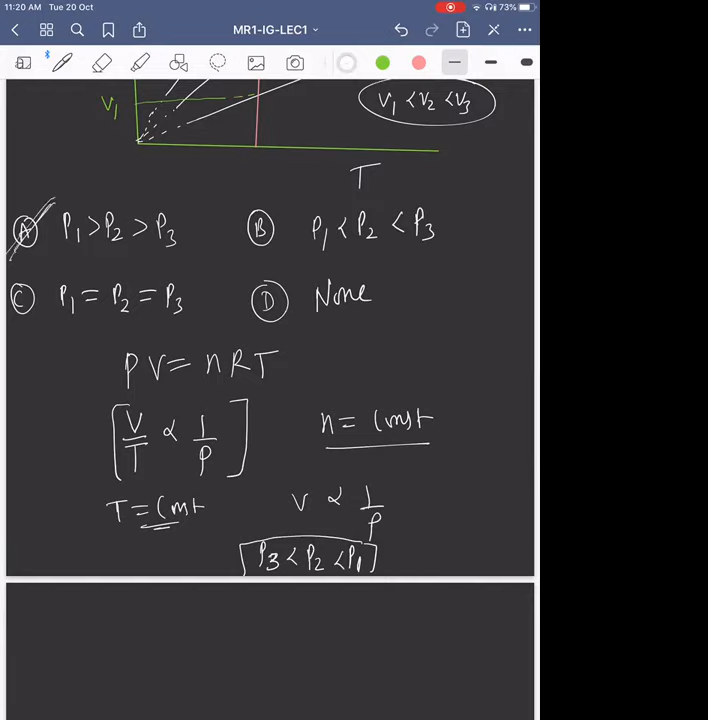 11:20 AM Tue 20 Oct 73%
MR1-IG-LEC1
V1
V1 < V2 < V3
T
A P1 > P2 > P3 B P1 < P2 < P3
C P1 = P2 = P3 D None
PV = nRT
V/T ∝ 1/P n = Const
T = Const V ∝ 1/P
P3 < P2 < P1